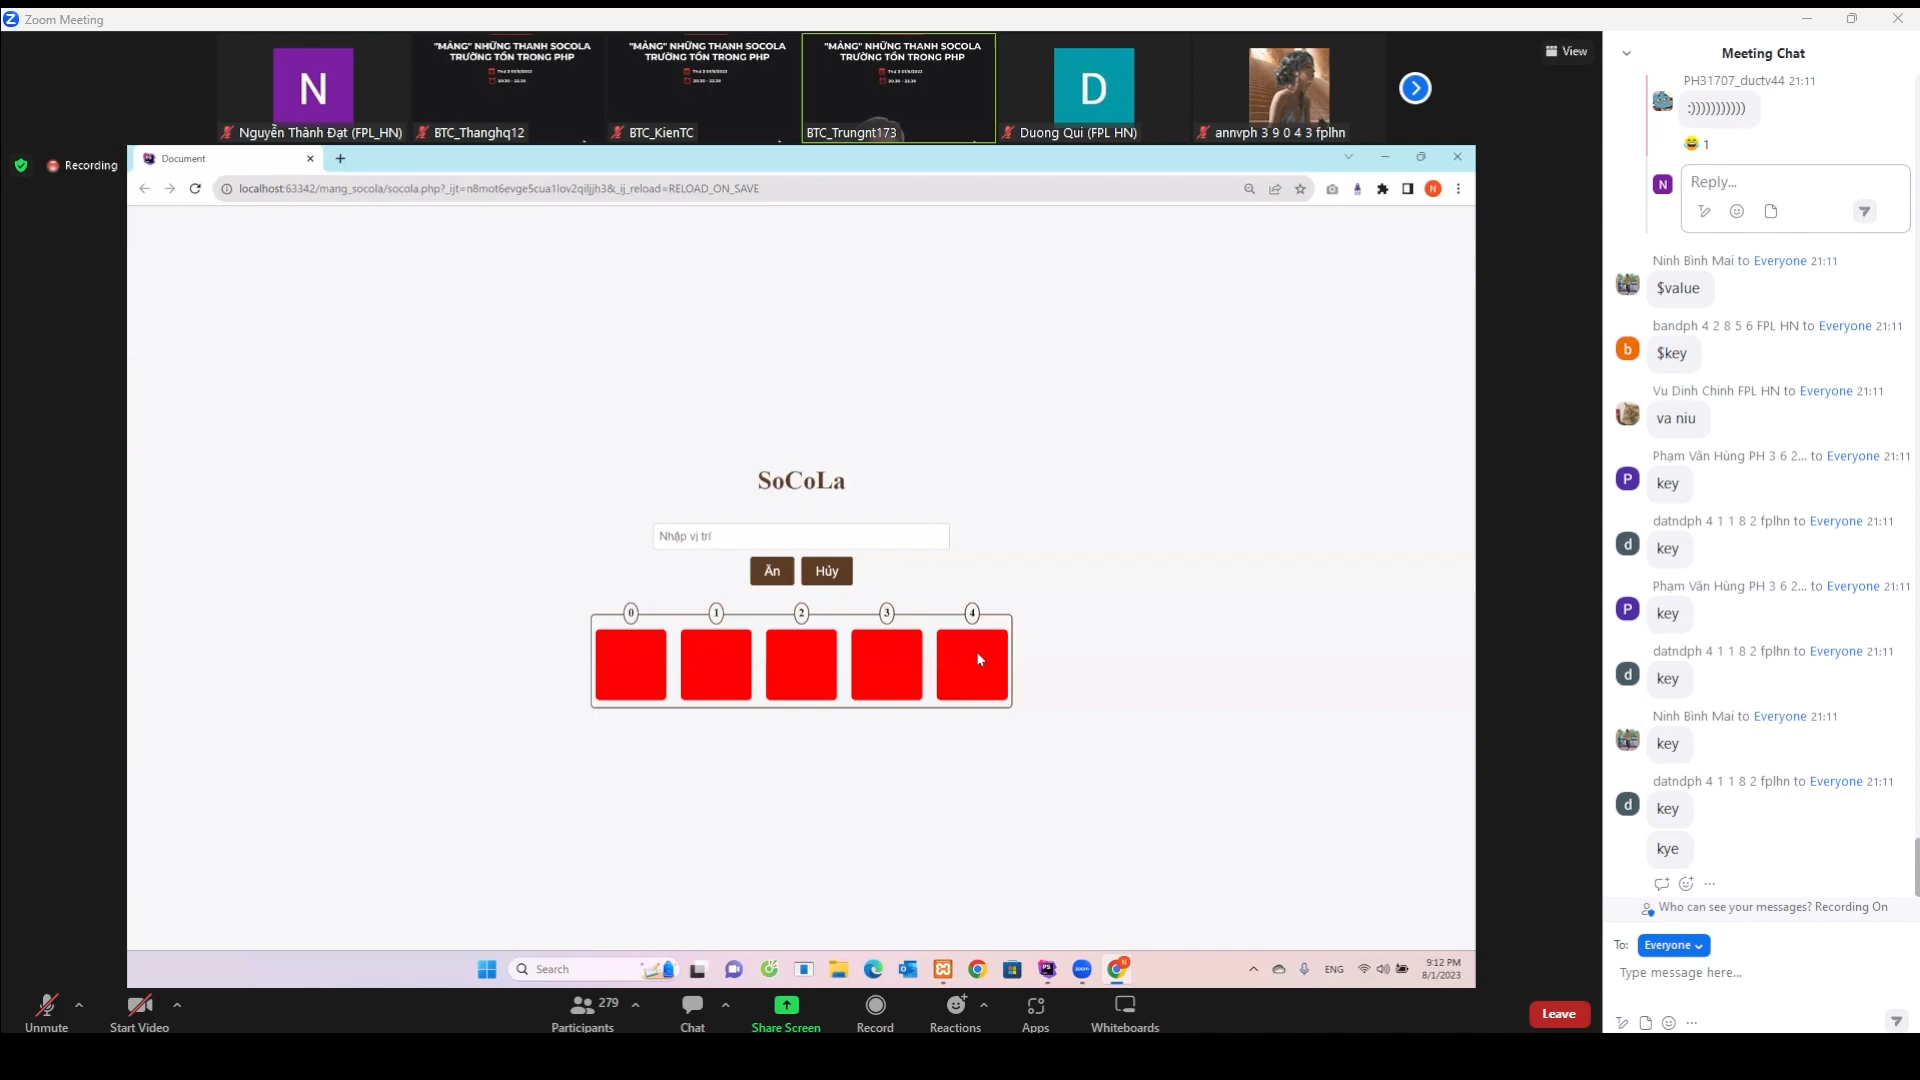 Zoom Meeting
N
Nguyễn Thành Đạt (FPL_HN)
"MẢNG" NHỮNG THANH SOCOLA
TRƯỜNG TỒN TRONG PHP
BTC_Thanghq12
"MẢNG" NHỮNG THANH SOCOLA
TRƯỜNG TỒN TRONG PHP
BTC_KienTC
"MẢNG" NHỮNG THANH SOCOLA
TRƯỜNG TỒN TRONG PHP
BTC_Trungnt173
D
Duong Qui (FPL HN)
annvph 3 9 0 4 3 fplhn
View
Recording
Document
localhost:63342/mang_socola/socola.php?_ijt=n8mot6evge5cua1lov2qiljjh3&_ij_reload=RELOAD_ON_SAVE
N
SoCoLa
Nhập vị trí
Ăn
Hủy
0 1 2 3 4
Search
ENG
9:12 PM
8/1/2023
Unmute
Start Video
279
Participants
Chat
Share Screen
Record
Reactions
Apps
Whiteboards
Leave
Meeting Chat
PH31707_ductv44 21:11
:)))))))))))
1
N
Reply...
Ninh Bình Mai to Everyone 21:11
$value
bandph 4 2 8 5 6 FPL HN to Everyone 21:11
b
$key
Vu Dinh Chinh FPL HN to Everyone 21:11
va niu
Phạm Văn Hùng PH 3 6 2... to Everyone 21:11
P
key
datndph 4 1 1 8 2 fplhn to Everyone 21:11
d
key
Phạm Văn Hùng PH 3 6 2... to Everyone 21:11
P
key
datndph 4 1 1 8 2 fplhn to Everyone 21:11
d
key
Ninh Bình Mai to Everyone 21:11
key
datndph 4 1 1 8 2 fplhn to Everyone 21:11
d
key
kye
Who can see your messages? Recording On
To: Everyone
Type message here...